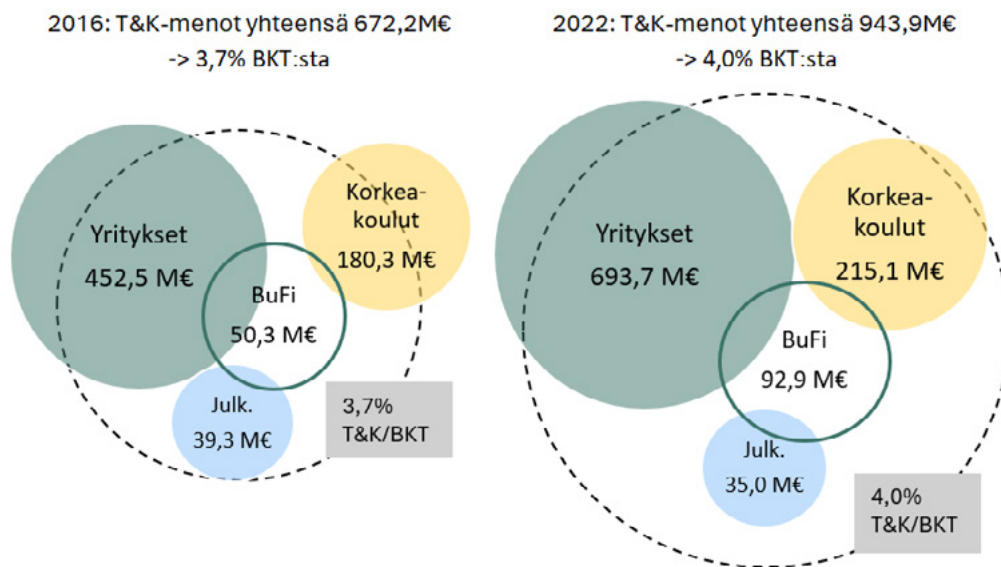 2016: T&K-menot yhteensä 672,2M€
-> 3,7% BKT:sta
Yritykset
452,5 M€
Korkea-
koulut
180,3 M€
BuFi
50,3 M€
Julk.
39,3 M€
3,7%
T&K/BKT
2022: T&K-menot yhteensä 943,9M€
-> 4,0% BKT:sta
Yritykset
693,7 M€
Korkea-
koulut
215,1 M€
BuFi
92,9 M€
Julk.
35,0 M€
4,0%
T&K/BKT